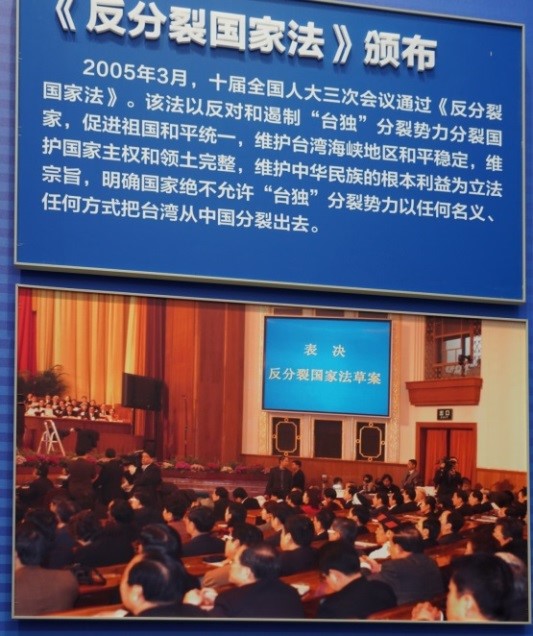 《反分裂国家法》颁布
2005年3月，十届全国人大三次会议通过《反分裂
国家法》。该法以反对和遏制“台独”分裂势力分裂国
家，促进祖国和平统一，维护台湾海峡地区和平稳定，维
护国家主权和领土完整，维护中华民族的根本利益为立法
宗旨，明确国家绝不允许“台独”分裂势力以任何名义、
任何方式把台湾从中国分裂出去。
表 决
反分裂国家法草案